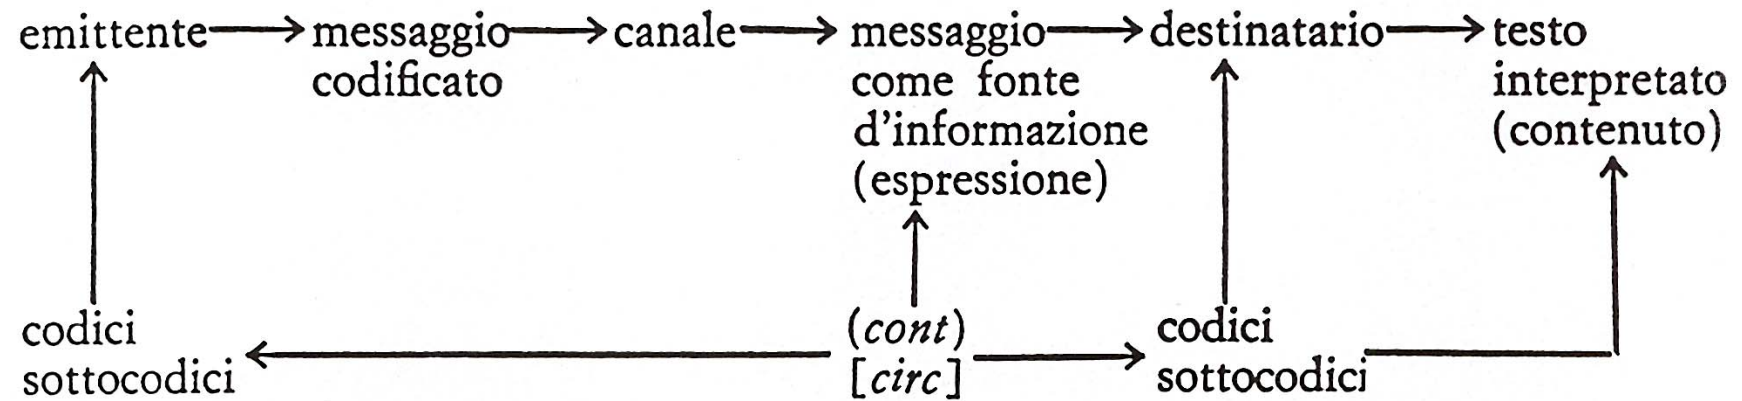 emittente messaggio canale messaggio destinatario testo
codificato come fonte interpretato
d'informazione (contenuto)
(espressione)
codici (cont) codici
sottocodici [circ] sottocodici